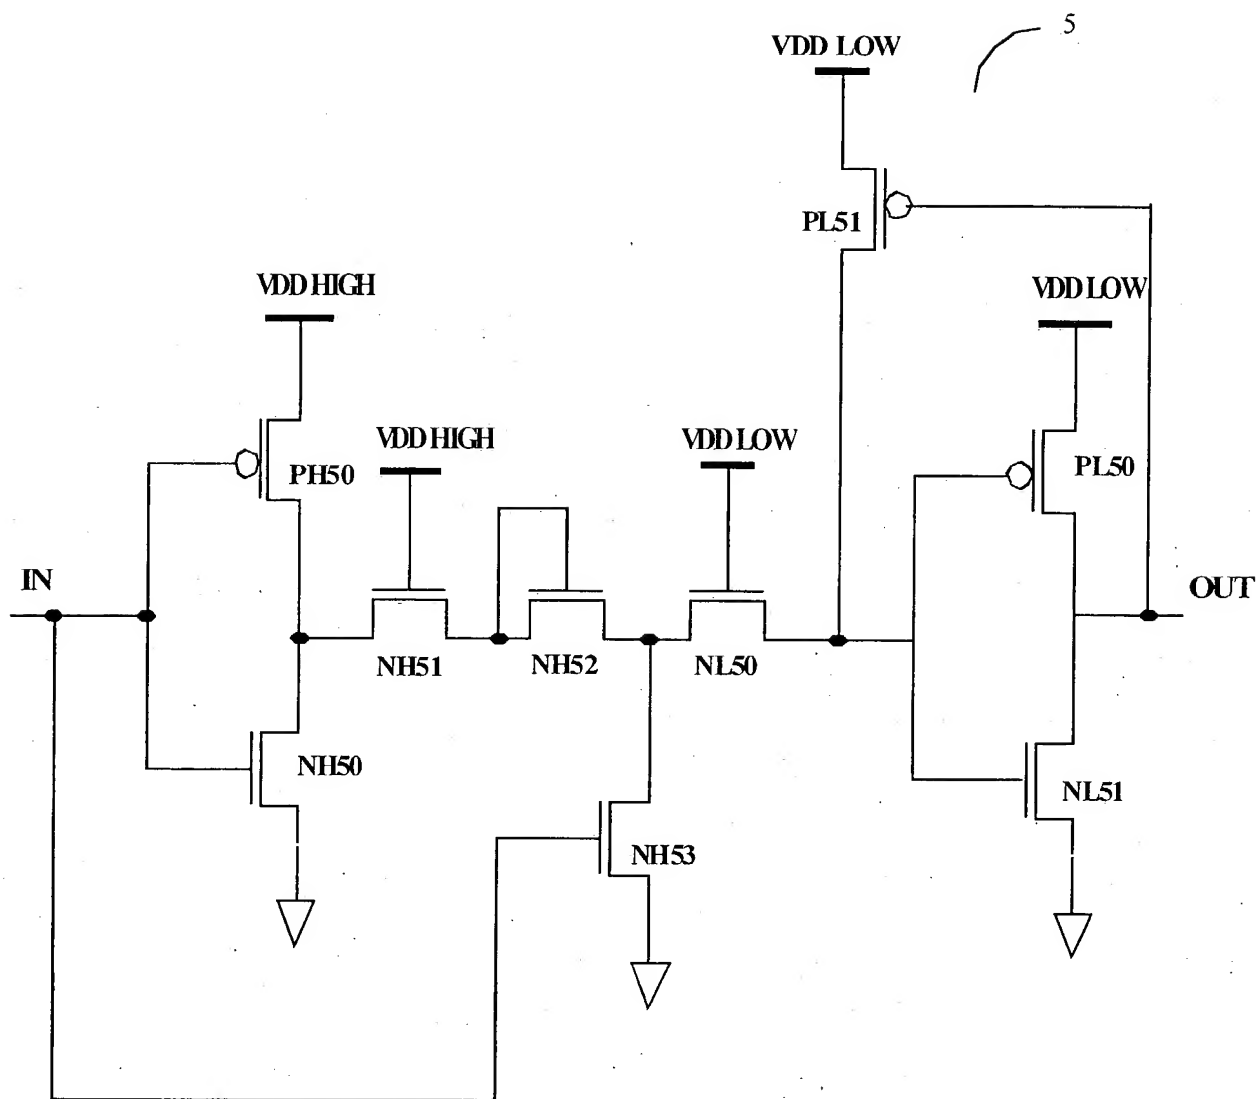 5
VDD LOW
PL51
VDD HIGH
VDD LOW
VDD HIGH
VDD LOW
PH50
PL50
IN
OUT
NH51
NH52
NL50
NH50
NL51
NH53